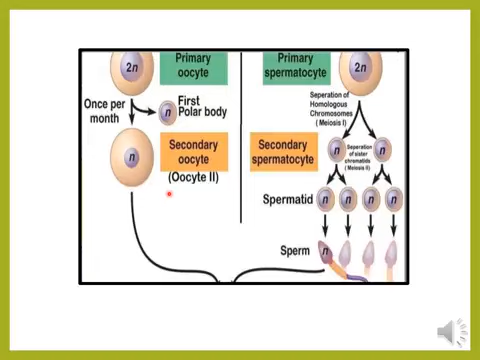 2n
Primary
oocyte
Once per
month
n
First
Polar body
n
Secondary
oocyte
(Oocyte II)
Primary
spermatocyte
2n
Seperation of
Homologous
Chromosomes
( Meiosis I )
Secondary
spermatocyte
n
Seperation of sister
chromatids
( Meiosis II )
n
Spermatid
n
n
n
n
Sperm
n